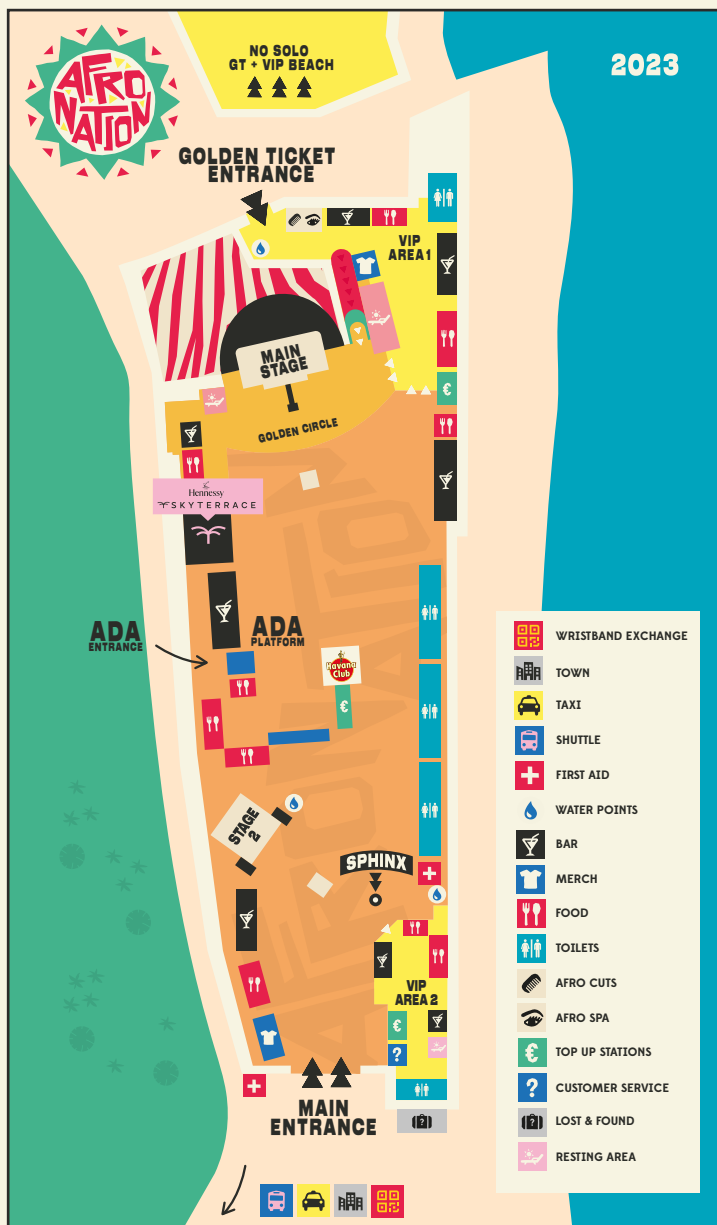 AFRO
NATION
NO SOLO
GT + VIP BEACH
2023
GOLDEN TICKET
ENTRANCE
VIP
AREA 1
MAIN
STAGE
GOLDEN CIRCLE
Hennessy
SKYTERRACE
ADA
ENTRANCE
ADA
PLATFORM
Havana
Club
€
€
STAGE
2
SPHINX
VIP
AREA 2
€
?
MAIN
ENTRANCE
?
AFRO NATION
WRISTBAND EXCHANGE
TOWN
TAXI
SHUTTLE
FIRST AID
WATER POINTS
BAR
MERCH
FOOD
TOILETS
AFRO CUTS
AFRO SPA
€ TOP UP STATIONS
? CUSTOMER SERVICE
? LOST & FOUND
RESTING AREA